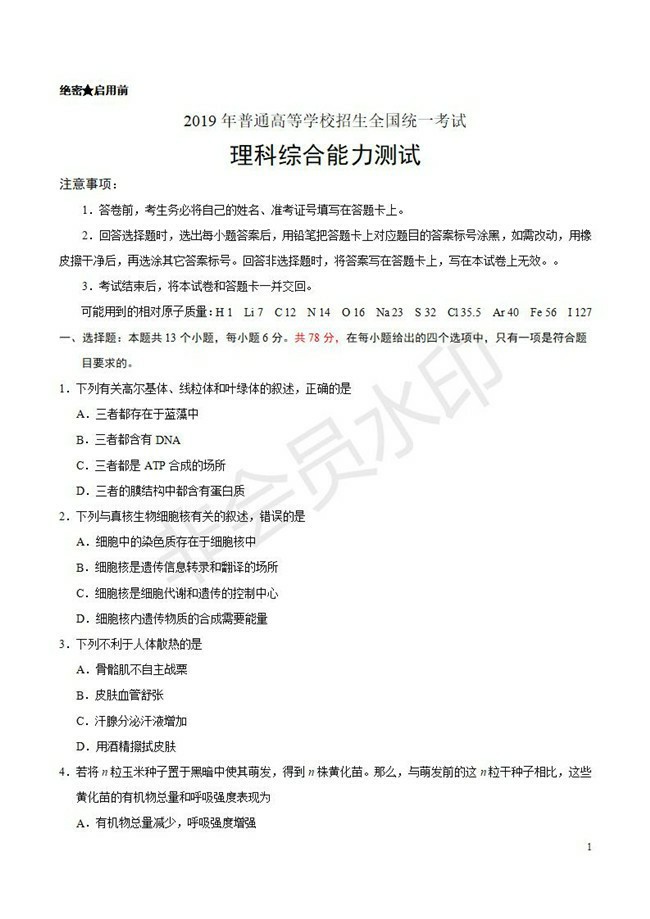 绝密★启用前
2019 年普通高等学校招生全国统一考试
理科综合能力测试
注意事项：
1．答卷前，考生务必将自己的姓名、准考证号填写在答题卡上。
2．回答选择题时，选出每小题答案后，用铅笔把答题卡上对应题目的答案标号涂黑，如需改动，用橡
皮擦干净后，再选涂其它答案标号。回答非选择题时，将答案写在答题卡上，写在本试卷上无效。。
3．考试结束后，将本试卷和答题卡一并交回。
可能用到的相对原子质量：H 1 Li 7 C 12 N 14 O 16 Na 23 S 32 Cl 35.5 Ar 40 Fe 56 I 127
一、选择题：本题共 13 个小题，每小题 6 分。共 78 分，在每小题给出的四个选项中，只有一项是符合题
目要求的。
1．下列有关高尔基体、线粒体和叶绿体的叙述，正确的是
A．三者都存在于蓝藻中
B．三者都含有 DNA
C．三者都是 ATP 合成的场所
D．三者的膜结构中都含有蛋白质
2．下列与真核生物细胞核有关的叙述，错误的是
A．细胞中的染色质存在于细胞核中
B．细胞核是遗传信息转录和翻译的场所
C．细胞核是细胞代谢和遗传的控制中心
D．细胞核内遗传物质的合成需要能量
3．下列不利于人体散热的是
A．骨骼肌不自主战栗
B．皮肤血管舒张
C．汗腺分泌汗液增加
D．用酒精擦拭皮肤
4．若将 n 粒玉米种子置于黑暗中使其萌发，得到 n 株黄化苗。那么，与萌发前的这 n 粒干种子相比，这些
黄化苗的有机物总量和呼吸强度表现为
A．有机物总量减少，呼吸强度增强
1
非会员水印